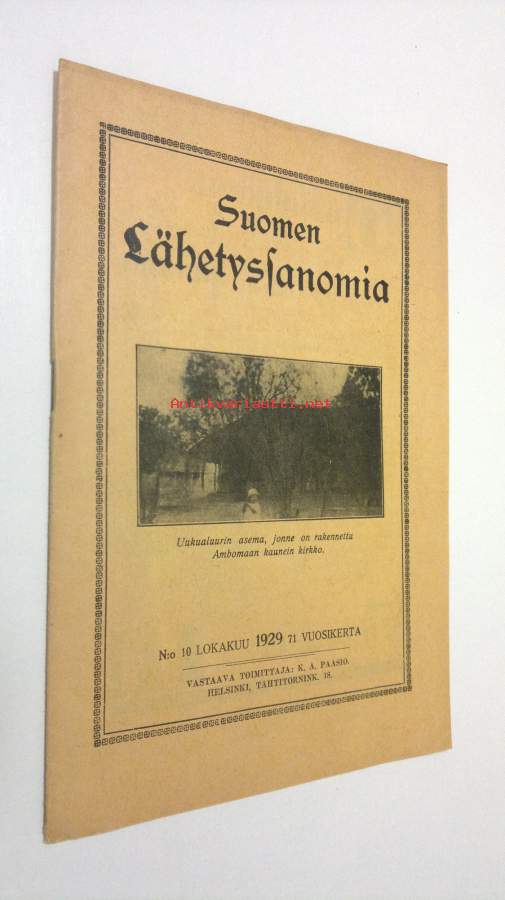 Suomen
Lähetysſanomia
Antikvariaatti.net
Uukualuurin asema, jonne on rakennettu
Ambomaan kaunein kirkko.
N:o 10 LOKAKUU 1929 71 VUOSIKERTA
VASTAAVA TOIMITTAJA: K. A. PAASIO.
HELSINKI, TÄHTITORNINK. 18.